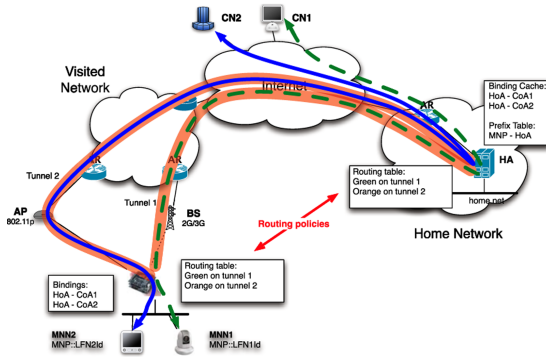 CN2
CN1
Visited
Network
Internet
AR
Binding Cache:
HoA - CoA1
HoA - CoA2
Prefix Table:
MNP - HoA
HA
AR
AR
Tunnel 2
Tunnel 1
Routing table:
Green on tunnel 1
Orange on tunnel 2
home net
AP
802.11p
BS
2G/3G
Routing policies
Home Network
Routing table:
Green on tunnel 1
Orange on tunnel 2
Bindings:
HoA - CoA1
HoA - CoA2
MNN2
MNP::LFN2Id
MNN1
MNP::LFN1Id